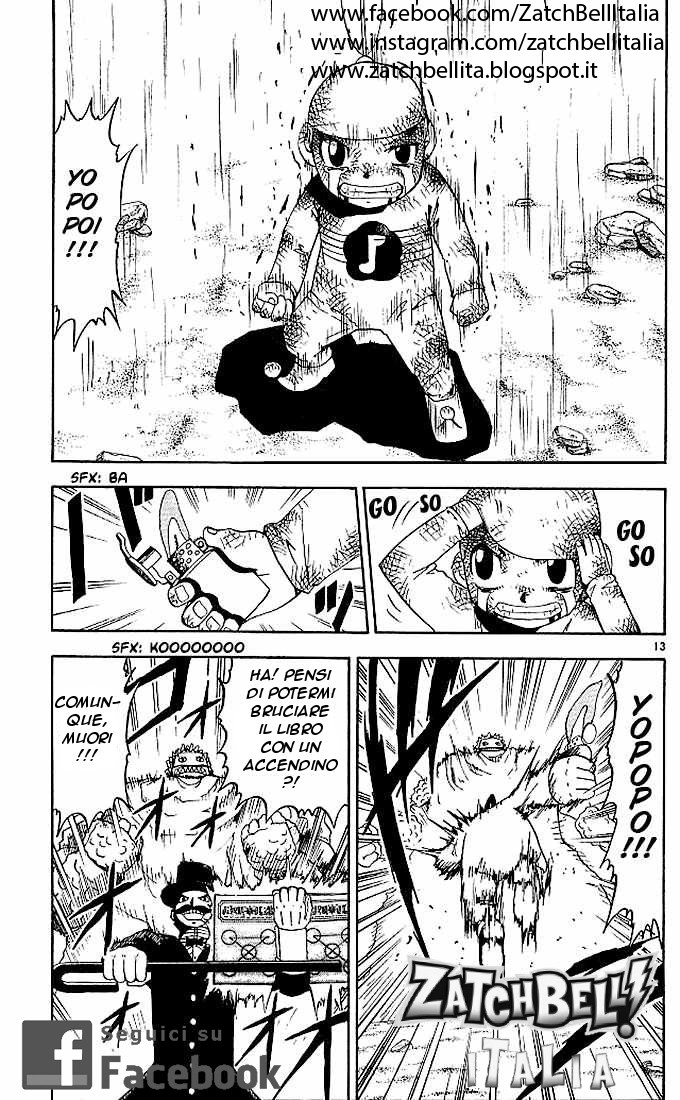 www.facebook.com/ZatchBellItalia
www.instagram.com/zatchbellitalia
www.zatchbellita.blogspot.it
YO
PO
POI
!!!
SFX: BA
GO SO
GO
SO
13
SFX: KOOOOOOOO
HA! PENSI
DI POTERMI
BRUCIARE
IL LIBRO
CON UN
ACCENDINO
?!
COMUN-
QUE,
MUORI
!!!
YOPOPO!!!
Seguici su
Facebook
ZATCHBELL!
ITALIA